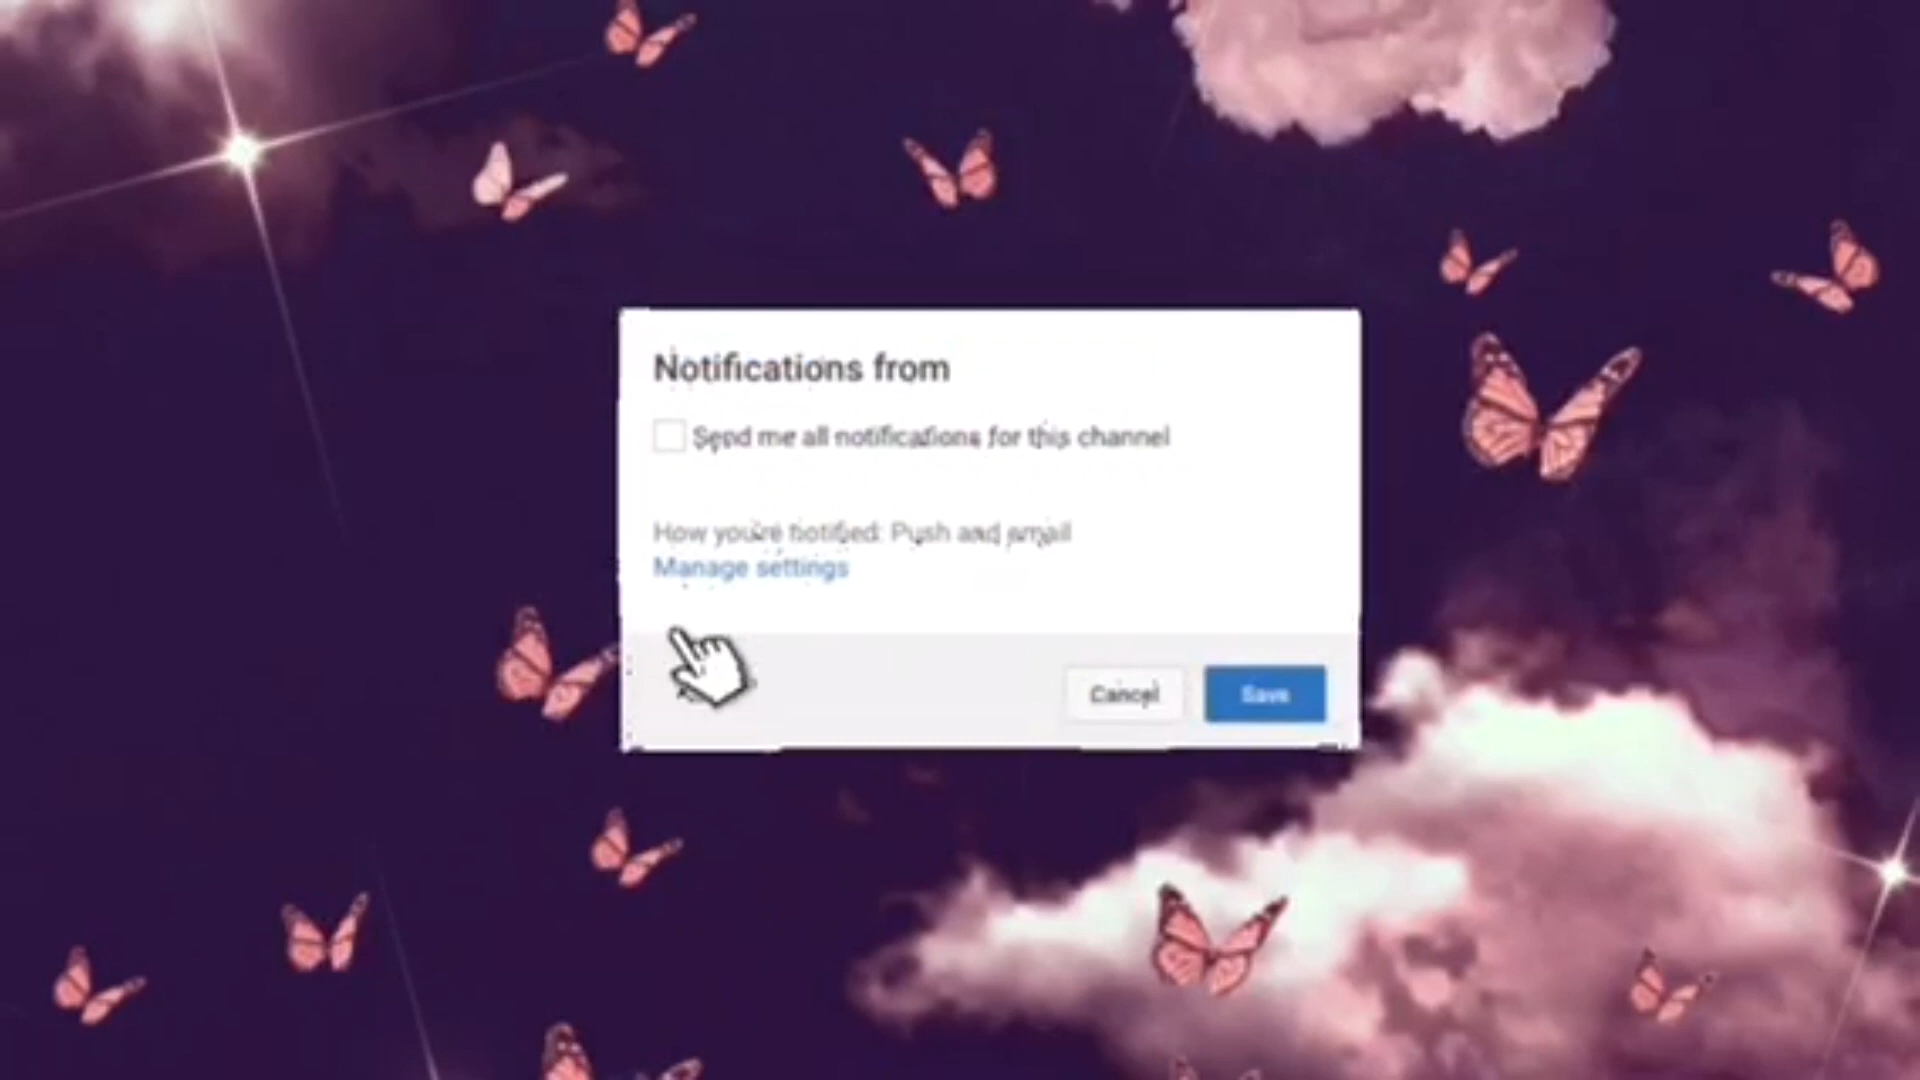 Notifications from
Send me all notifications for this channel
How you're notified: Push and email
Manage settings
Cancel
Save